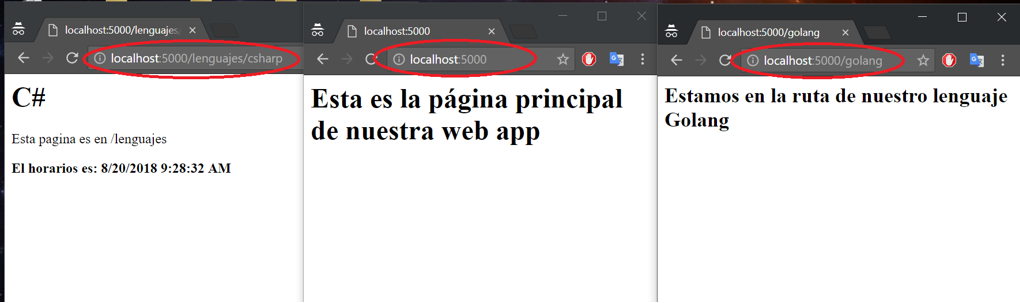 localhost:5000/lenguajes
localhost:5000/lenguajes/csharp
C#
Esta pagina es en /lenguajes
El horarios es: 8/20/2018 9:28:32 AM
localhost:5000
localhost:5000
Esta es la página principal
de nuestra web app
localhost:5000/golang
localhost:5000/golang
Estamos en la ruta de nuestro lenguaje
Golang